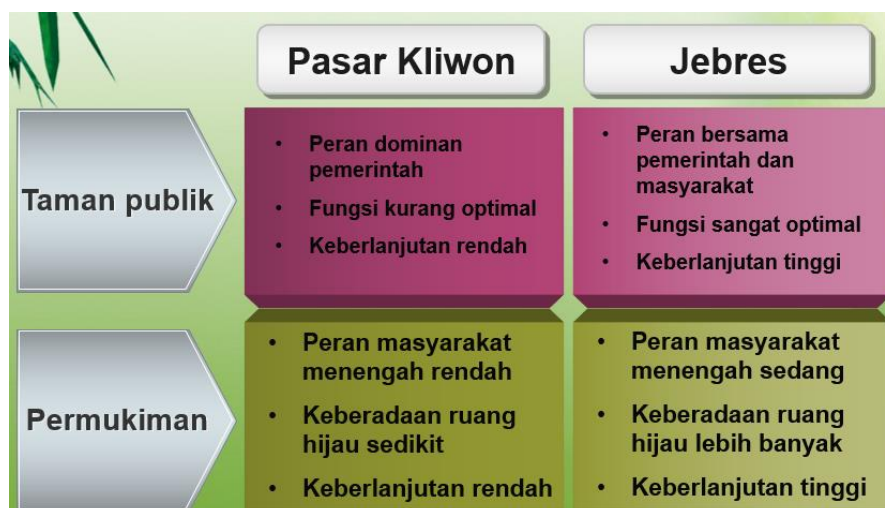 Pasar Kliwon
Jebres
Taman publik
• Peran dominan
pemerintah
• Fungsi kurang optimal
• Keberlanjutan rendah
• Peran bersama
pemerintah dan
masyarakat
• Fungsi sangat optimal
• Keberlanjutan tinggi
Permukiman
• Peran masyarakat
menengah rendah
• Keberadaan ruang
hijau sedikit
• Keberlanjutan rendah
• Peran masyarakat
menengah sedang
• Keberadaan ruang
hijau lebih banyak
• Keberlanjutan tinggi